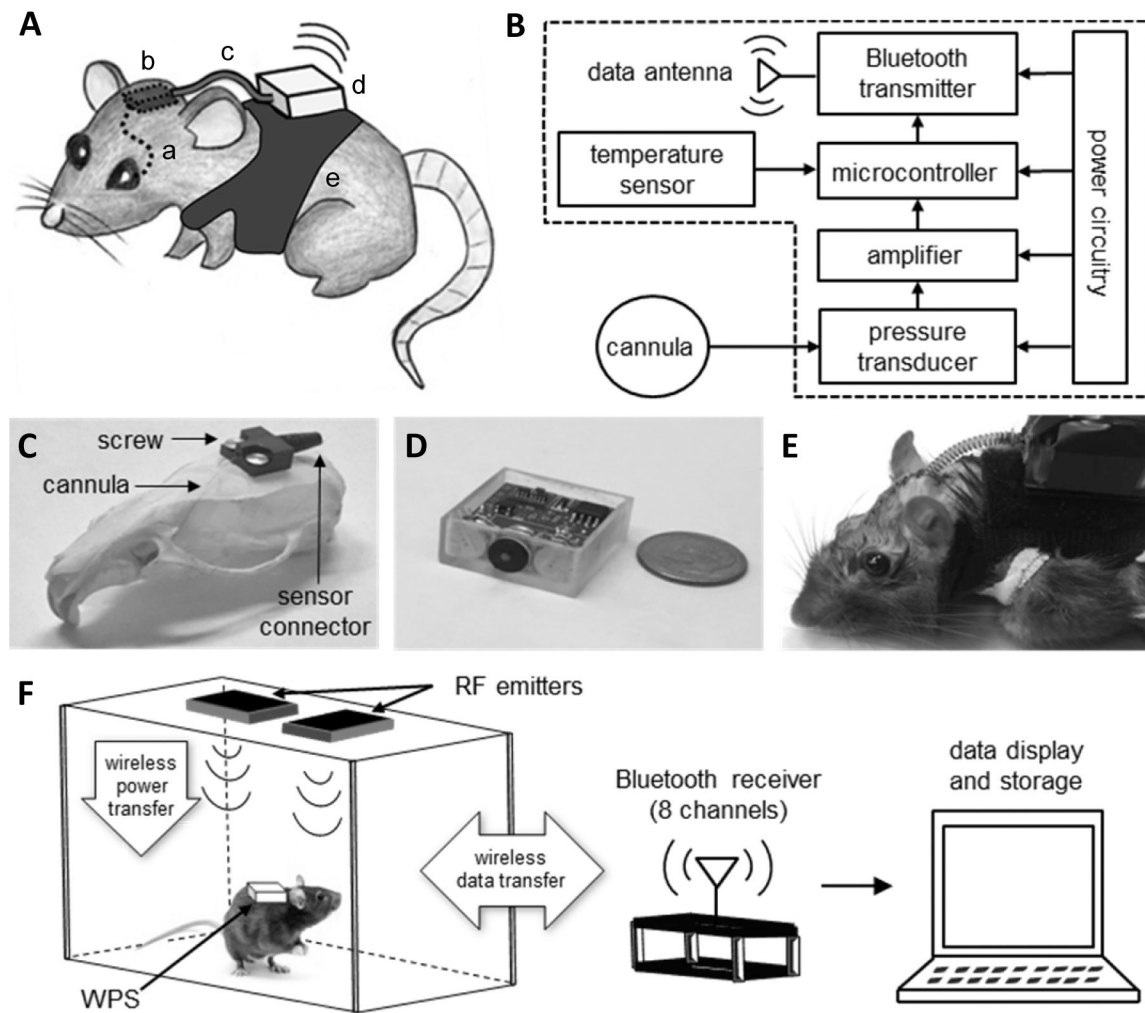 A
b
c
d
a
e
B
data antenna
Bluetooth
transmitter
temperature
sensor
microcontroller
amplifier
cannula
pressure
transducer
power circuitry
C
screw
cannula
sensor
connector
D
E
F
RF emitters
wireless
power
transfer
WPS
wireless
data transfer
Bluetooth receiver
(8 channels)
data display
and storage